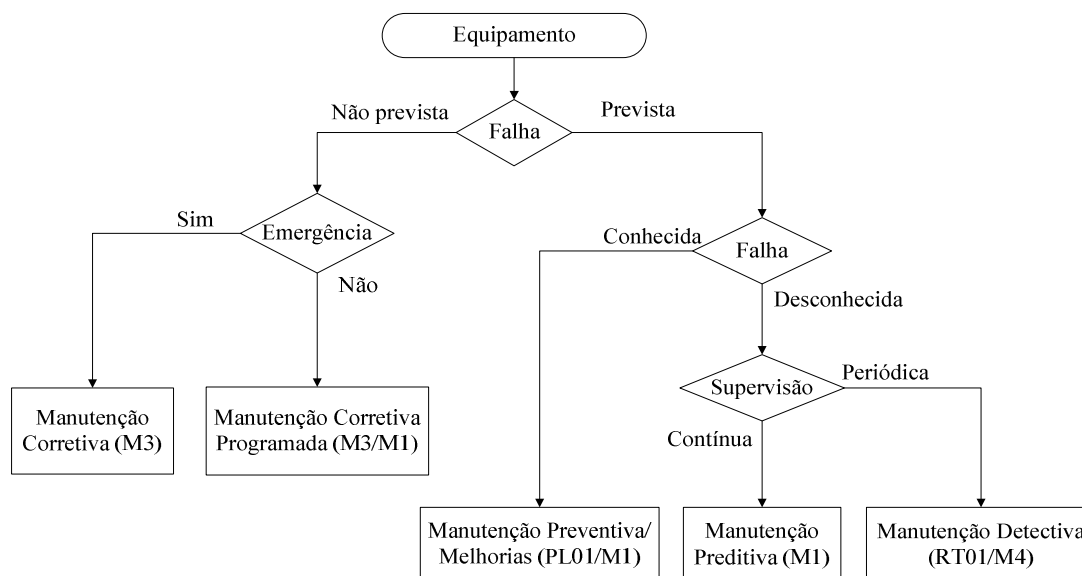 Equipamento
Não prevista
Falha
Prevista
Sim
Emergência
Não
Conhecida
Falha
Desconhecida
Supervisão
Periódica
Contínua
Manutenção
Corretiva (M3)
Manutenção Corretiva
Programada (M3/M1)
Manutenção Preventiva/
Melhorias (PL01/M1)
Manutenção
Preditiva (M1)
Manutenção Detectiva
(RT01/M4)